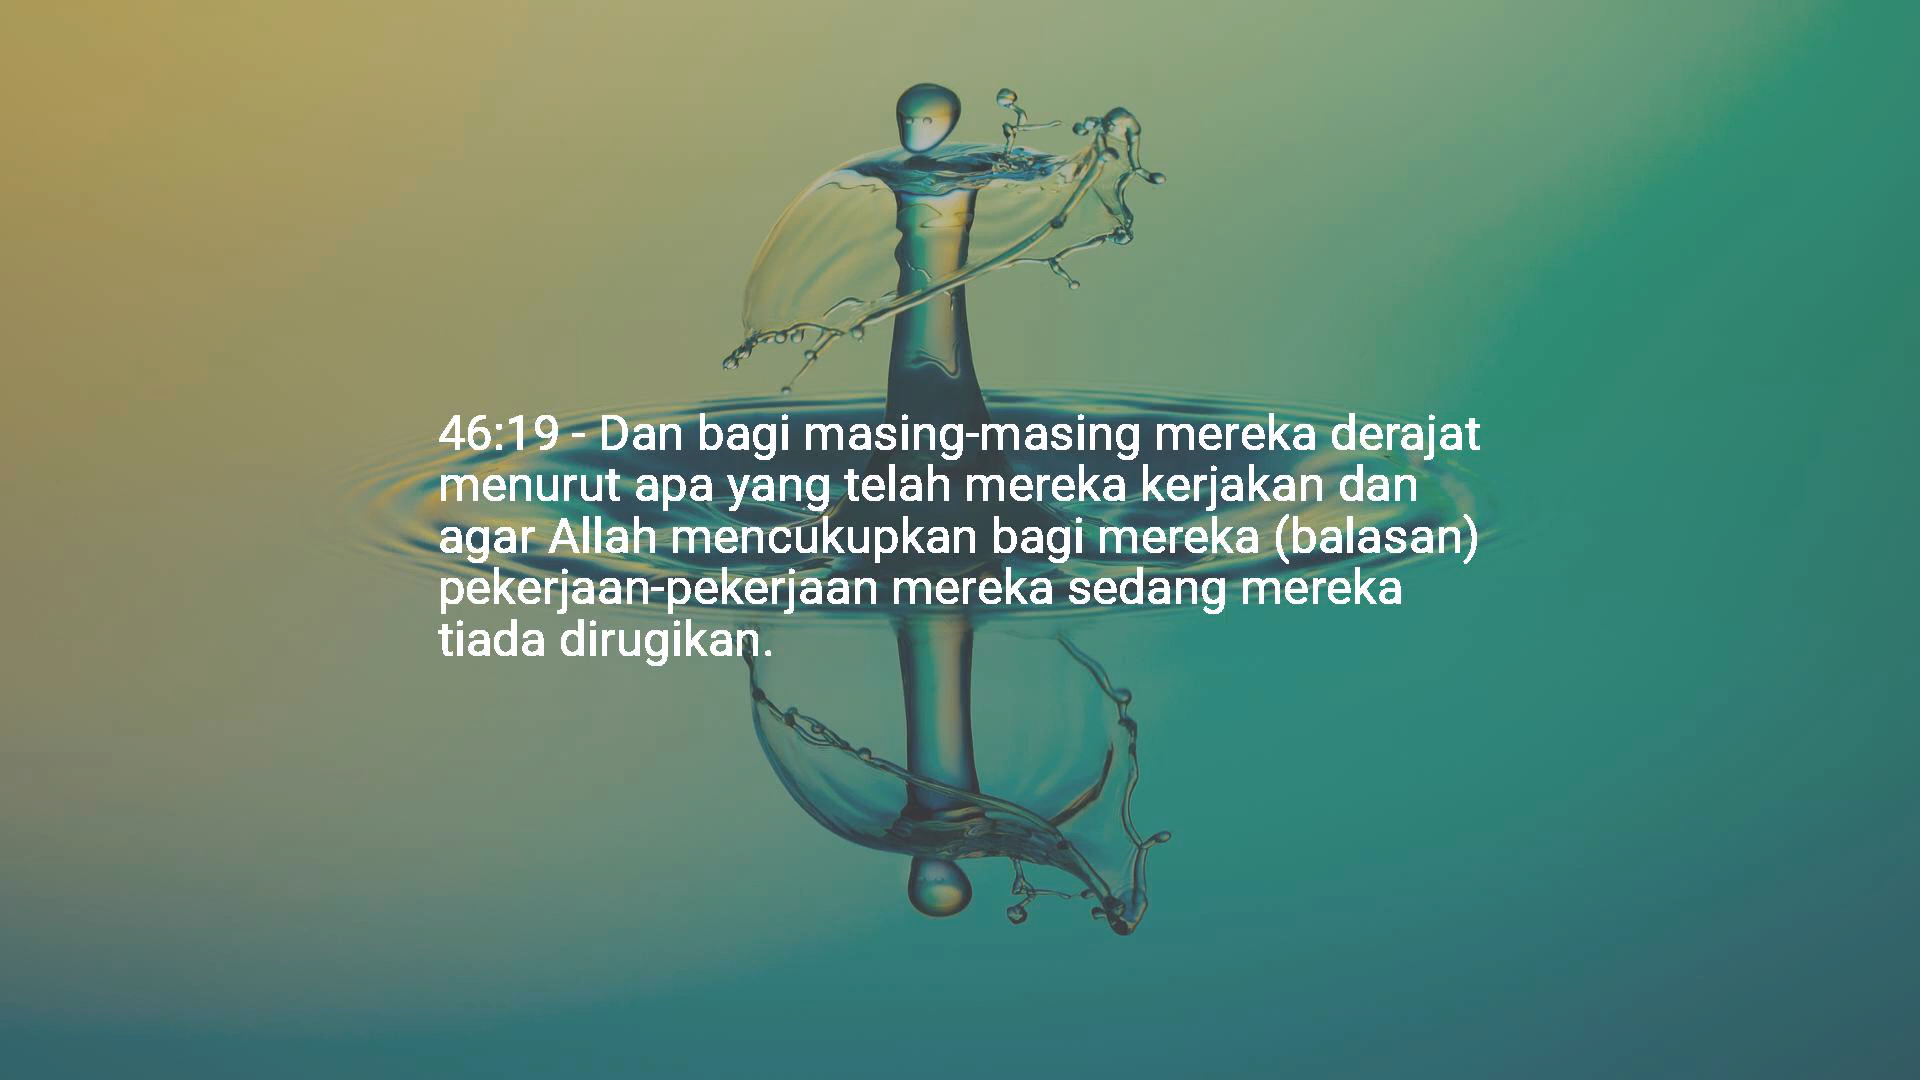 46:19 - Dan bagi masing-masing mereka derajat
menurut apa yang telah mereka kerjakan dan
agar Allah mencukupkan bagi mereka (balasan)
pekerjaan-pekerjaan mereka sedang mereka
tiada dirugikan.